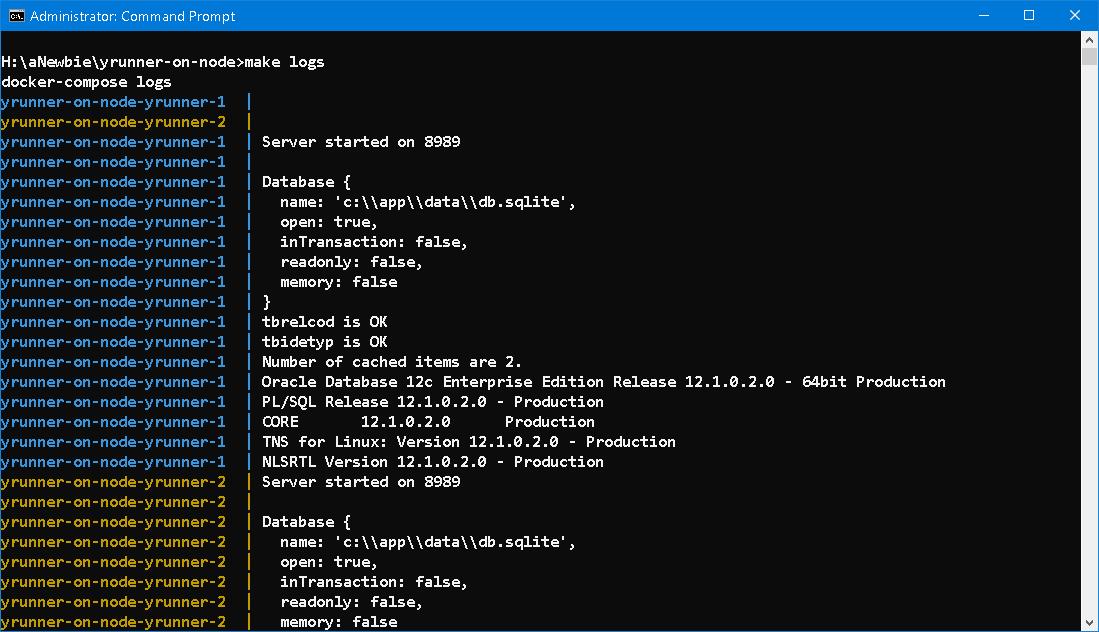 Administrator: Command Prompt
H:\aNewbie\yrunner-on-node>make logs
docker-compose logs
yrunner-on-node-yrunner-1  |
yrunner-on-node-yrunner-2  |
yrunner-on-node-yrunner-1  | Server started on 8989
yrunner-on-node-yrunner-1  |
yrunner-on-node-yrunner-1  | Database {
yrunner-on-node-yrunner-1  |   name: 'c:\\app\\data\\db.sqlite',
yrunner-on-node-yrunner-1  |   open: true,
yrunner-on-node-yrunner-1  |   inTransaction: false,
yrunner-on-node-yrunner-1  |   readonly: false,
yrunner-on-node-yrunner-1  |   memory: false
yrunner-on-node-yrunner-1  | }
yrunner-on-node-yrunner-1  | tbrelcod is OK
yrunner-on-node-yrunner-1  | tbidetyp is OK
yrunner-on-node-yrunner-1  | Number of cached items are 2.
yrunner-on-node-yrunner-1  | Oracle Database 12c Enterprise Edition Release 12.1.0.2.0 - 64bit Production
yrunner-on-node-yrunner-1  | PL/SQL Release 12.1.0.2.0 - Production
yrunner-on-node-yrunner-1  | CORE       12.1.0.2.0      Production
yrunner-on-node-yrunner-1  | TNS for Linux: Version 12.1.0.2.0 - Production
yrunner-on-node-yrunner-1  | NLSRTL Version 12.1.0.2.0 - Production
yrunner-on-node-yrunner-2  | Server started on 8989
yrunner-on-node-yrunner-2  |
yrunner-on-node-yrunner-2  | Database {
yrunner-on-node-yrunner-2  |   name: 'c:\\app\\data\\db.sqlite',
yrunner-on-node-yrunner-2  |   open: true,
yrunner-on-node-yrunner-2  |   inTransaction: false,
yrunner-on-node-yrunner-2  |   readonly: false,
yrunner-on-node-yrunner-2  |   memory: false